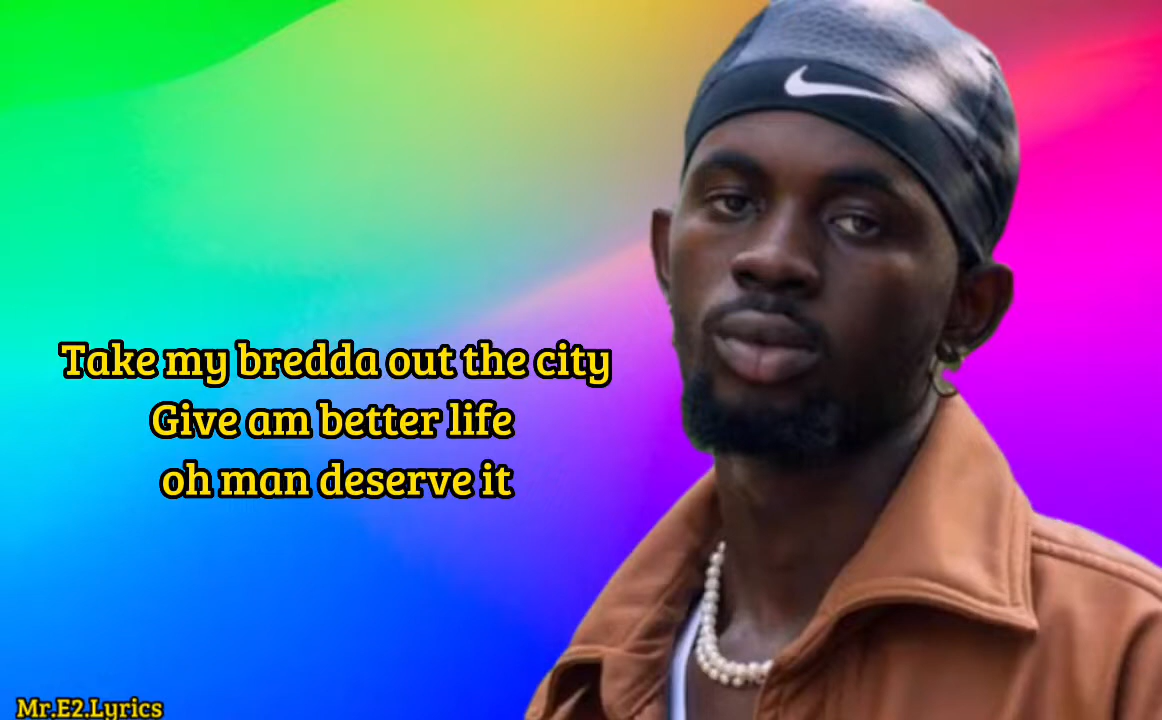 Take my bredda out the city
Give am better life
oh man deserve it
Mr.E2.Lyrics